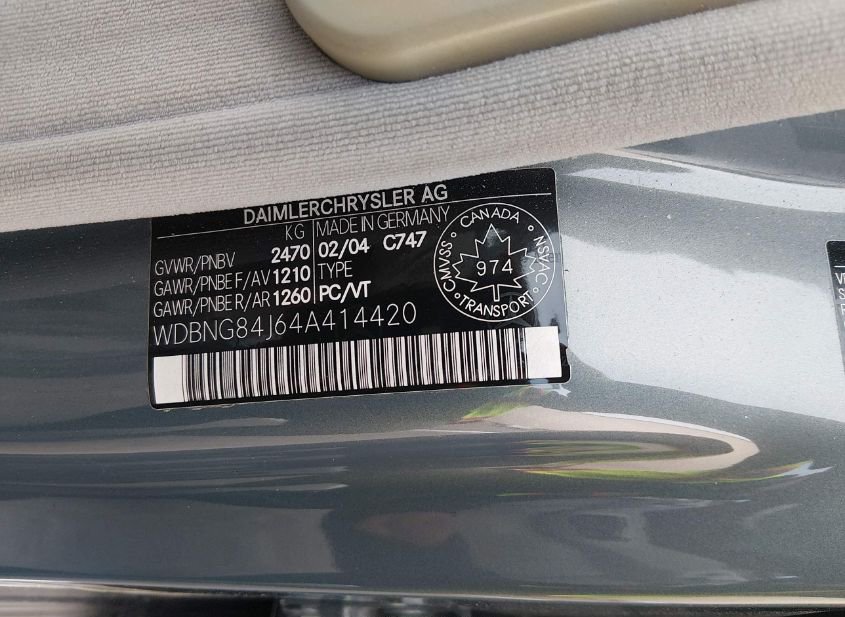 DAIMLERCHRYSLER AG
KG MADE IN GERMANY
GVWR/PNBV 2470 02/04 C747
GAWR/PNBE F/AV 1210 TYPE
GAWR/PNBE R/AR 1260 PC/VT
WDBNG84J64A414420
CANADA
CMVSS 974 NSVAC
TRANSPORT